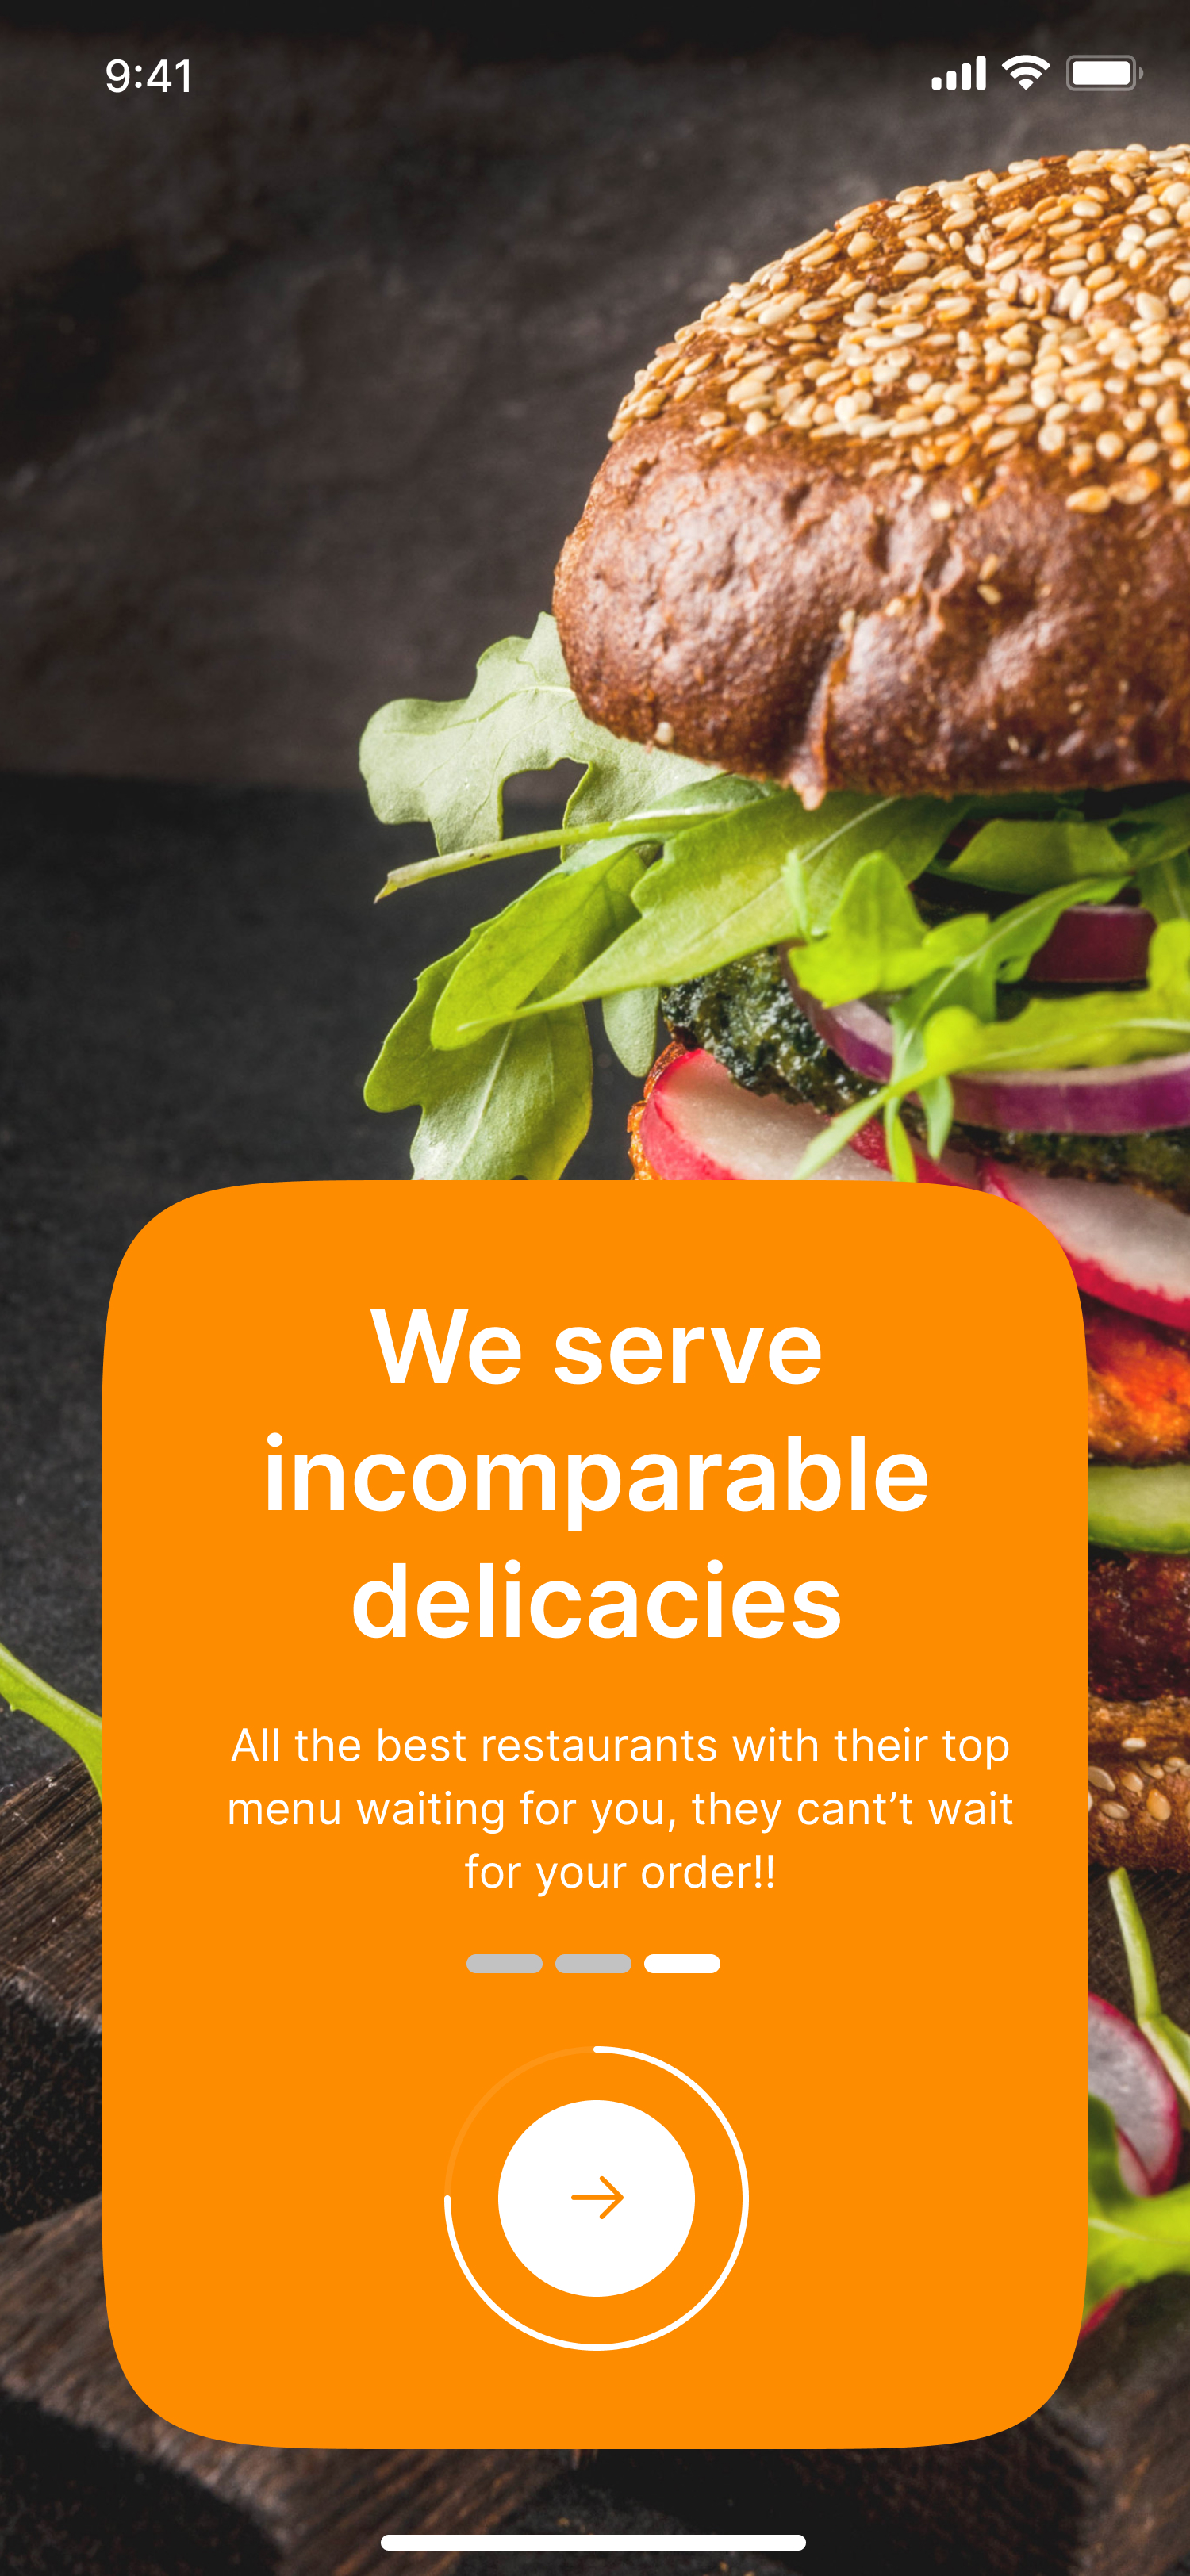 9:41
We serve
incomparable
delicacies
All the best restaurants with their top
menu waiting for you, they cant’t wait
for your order!!